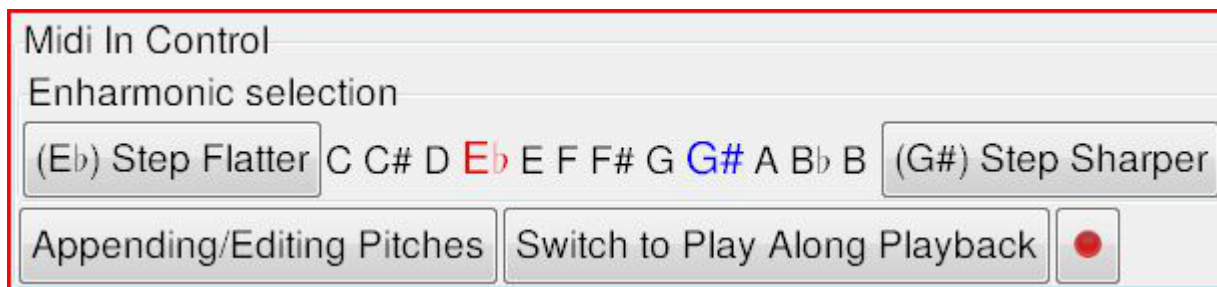 Midi In Control
Enharmonic selection
(E♭) Step Flatter C C# D E♭ E F F# G G# A B♭ B (G#) Step Sharper
Appending/Editing Pitches Switch to Play Along Playback